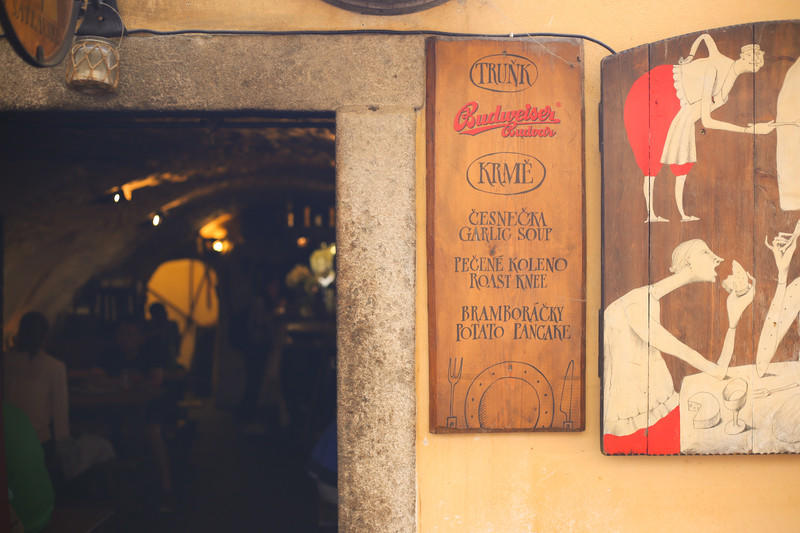 TRUŇK
Budweiser
Budvar
KRMĚ
ČESNEČKA
GARLIC SOUP
PEČENÉ KOLENO
ROAST KNEE
BRAMBORÁČKY
POTATO PANCAKE